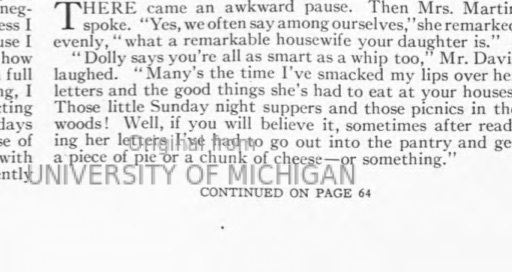 neg-
ess I
use I
how
full
ng, I
cting
days
se of
with
ently
THERE came an awkward pause. Then Mrs. Martin
spoke. "Yes, we often say among ourselves," she remarked
evenly, "what a remarkable housewife your daughter is."
"Dolly says you're all as smart as a whip too," Mr. Davi
laughed. "Many's the time I've smacked my lips over he
letters and the good things she's had to eat at your houses
Those little Sunday night suppers and those picnics in the
woods! Well, if you will believe it, sometimes after read
ing her letters I've had to go out into the pantry and ge
a piece of pie or a chunk of cheese—or something."
Original from
UNIVERSITY OF MICHIGAN
CONTINUED ON PAGE 64